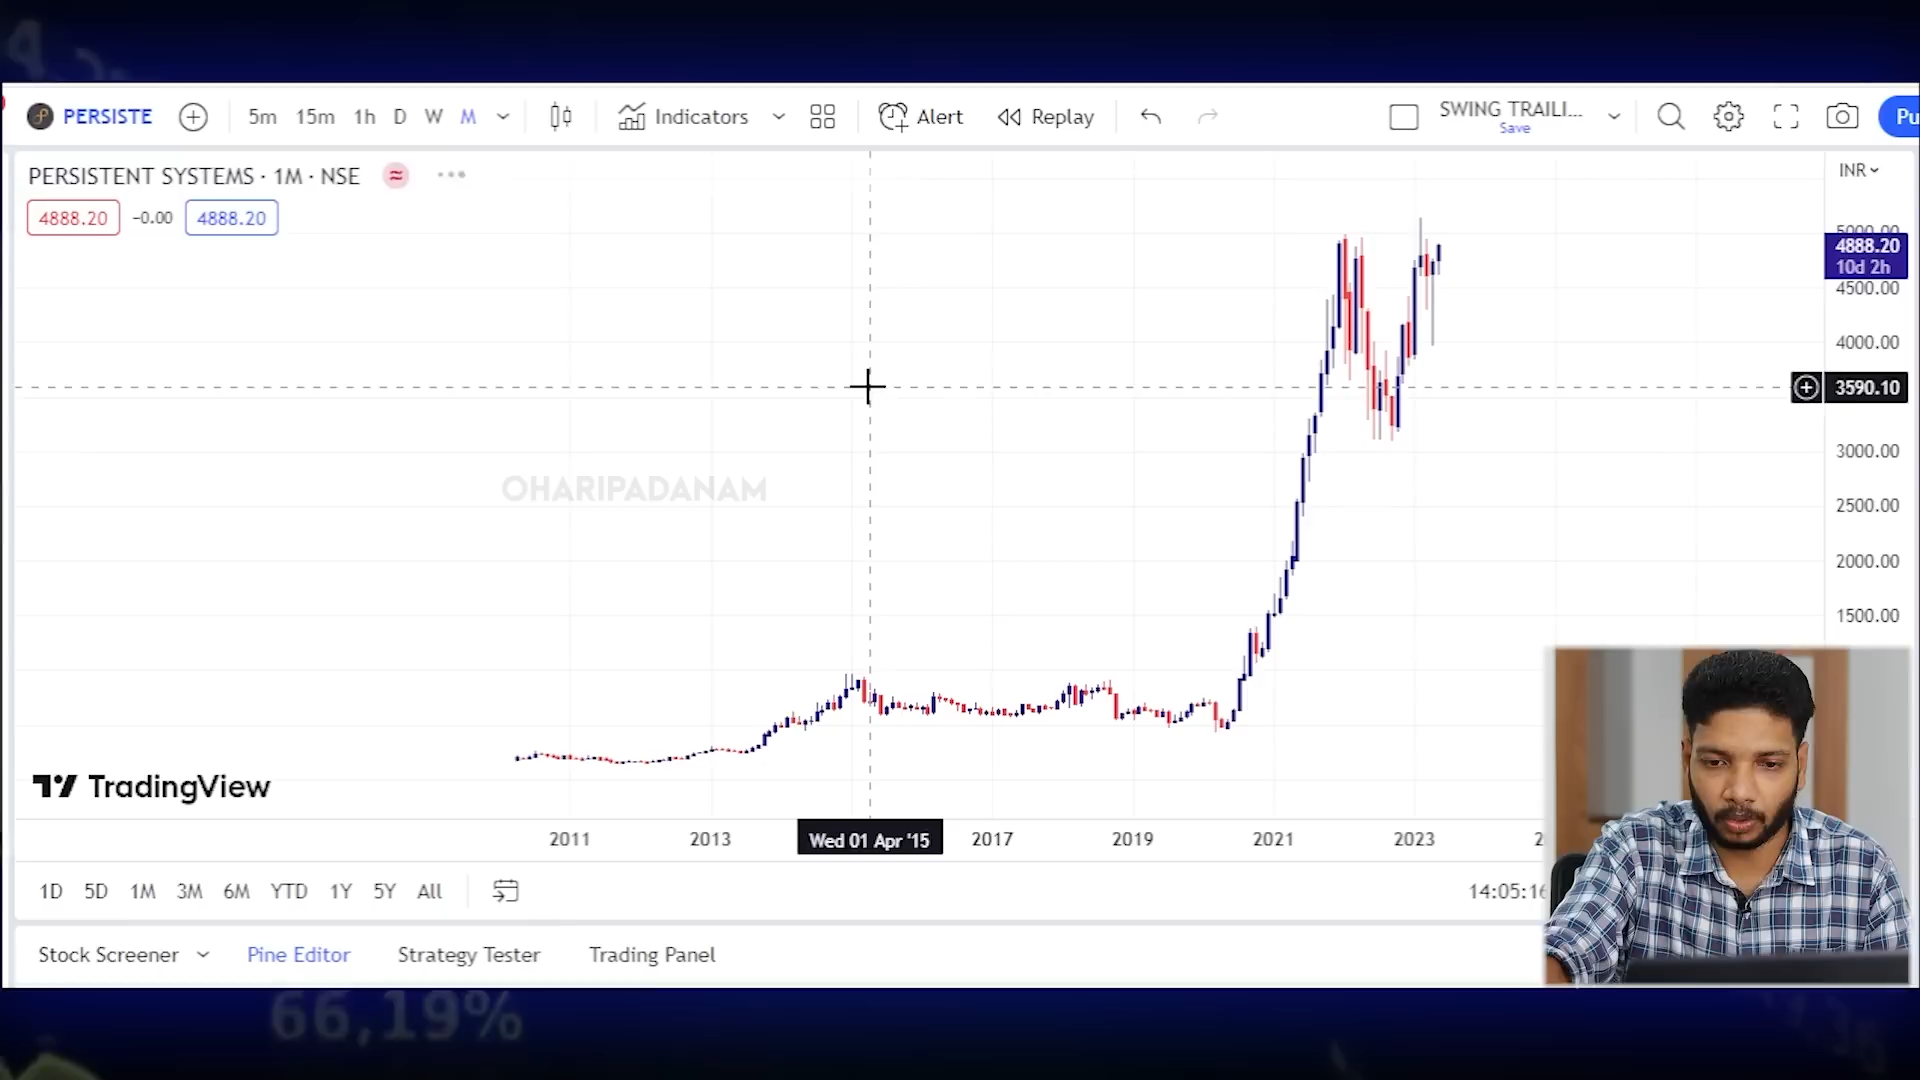 PERSISTE 5m 15m 1h D W M Indicators Alert Replay SWING TRAILI... Save Pu
PERSISTENT SYSTEMS · 1M · NSE
4888.20 −0.00 4888.20
INR
5000.00
4888.20
10d 2h
4500.00
4000.00
3590.10
3000.00
2500.00
2000.00
1500.00
OHARIPADANAM
TradingView
2011 2013 Wed 01 Apr '15 2017 2019 2021 2023
1D 5D 1M 3M 6M YTD 1Y 5Y All 14:05:16
Stock Screener Pine Editor Strategy Tester Trading Panel
66,19%